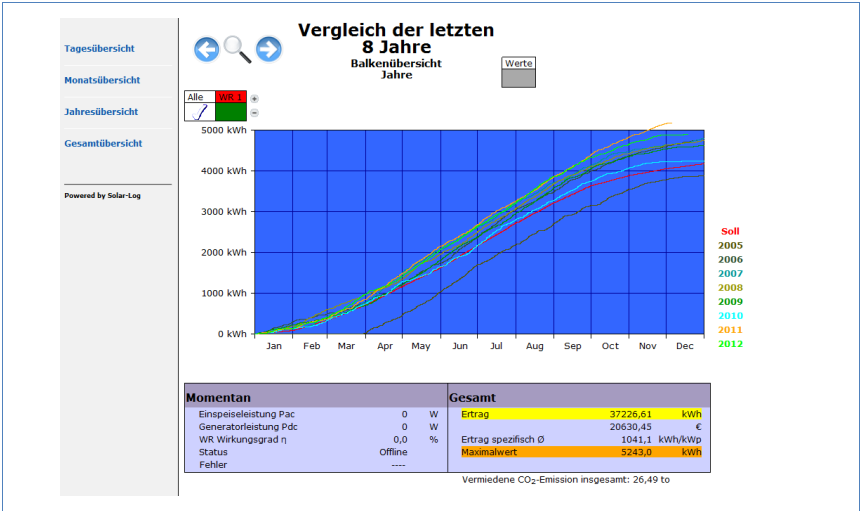 Tagesübersicht
Monatsübersicht
Jahresübersicht
Gesamtübersicht
Powered by Solar-Log
Vergleich der letzten
8 Jahre
Balkenübersicht
Jahre
Werte
Alle WR 1
5000 kWh
4000 kWh
3000 kWh
2000 kWh
1000 kWh
0 kWh
Jan Feb Mar Apr May Jun Jul Aug Sep Oct Nov Dec
Soll
2005
2006
2007
2008
2009
2010
2011
2012
Momentan
Einspeiseleistung Pac 0 W
Generatorleistung Pdc 0 W
WR Wirkungsgrad η 0,0 %
Status Offline
Fehler ----
Gesamt
Ertrag 37226,61 kWh
20630,45 €
Ertrag spezifisch Ø 1041,1 kWh/kWp
Maximalwert 5243,0 kWh
Vermiedene CO₂-Emission insgesamt: 26,49 to